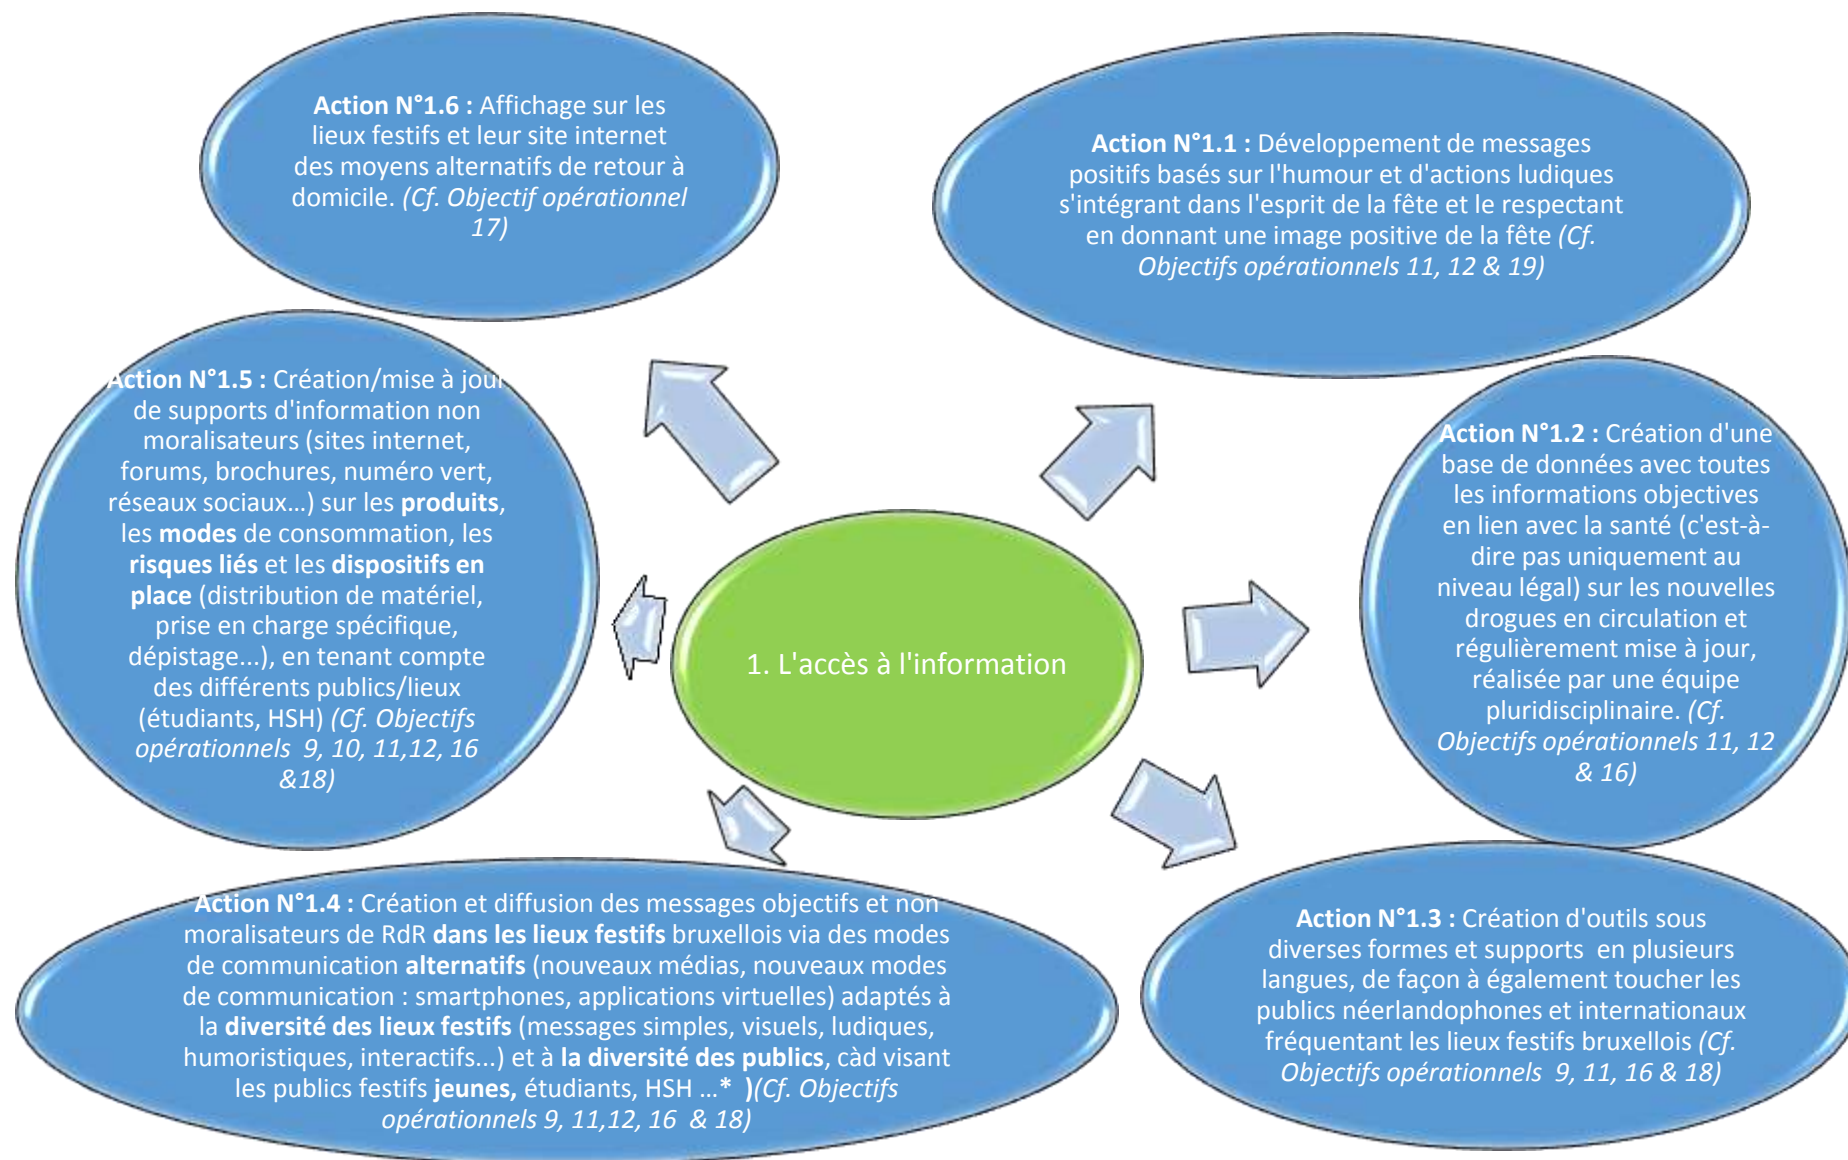 Action N°1.6 : Affichage sur les
lieux festifs et leur site internet
des moyens alternatifs de retour à
domicile. (Cf. Objectif opérationnel
17)
Action N°1.1 : Développement de messages
positifs basés sur l'humour et d'actions ludiques
s'intégrant dans l'esprit de la fête et le respectant
en donnant une image positive de la fête (Cf.
Objectifs opérationnels 11, 12 & 19)
Action N°1.5 : Création/mise à jour
de supports d'information non
moralisateurs (sites internet,
forums, brochures, numéro vert,
réseaux sociaux…) sur les produits,
les modes de consommation, les
risques liés et les dispositifs en
place (distribution de matériel,
prise en charge spécifique,
dépistage...), en tenant compte
des différents publics/lieux
(étudiants, HSH) (Cf. Objectifs
opérationnels 9, 10, 11,12, 16
&18)
Action N°1.2 : Création d'une
base de données avec toutes
les informations objectives
en lien avec la santé (c'est-à-
dire pas uniquement au
niveau légal) sur les nouvelles
drogues en circulation et
régulièrement mise à jour,
réalisée par une équipe
pluridisciplinaire. (Cf.
Objectifs opérationnels 11, 12
& 16)
1. L'accès à l'information
Action N°1.4 : Création et diffusion des messages objectifs et non
moralisateurs de RdR dans les lieux festifs bruxellois via des modes
de communication alternatifs (nouveaux médias, nouveaux modes
de communication : smartphones, applications virtuelles) adaptés à
la diversité des lieux festifs (messages simples, visuels, ludiques,
humoristiques, interactifs...) et à la diversité des publics, càd visant
les publics festifs jeunes, étudiants, HSH …* )(Cf. Objectifs
opérationnels 9, 11,12, 16 & 18)
Action N°1.3 : Création d'outils sous
diverses formes et supports en plusieurs
langues, de façon à également toucher les
publics néerlandophones et internationaux
fréquentant les lieux festifs bruxellois (Cf.
Objectifs opérationnels 9, 11, 16 & 18)